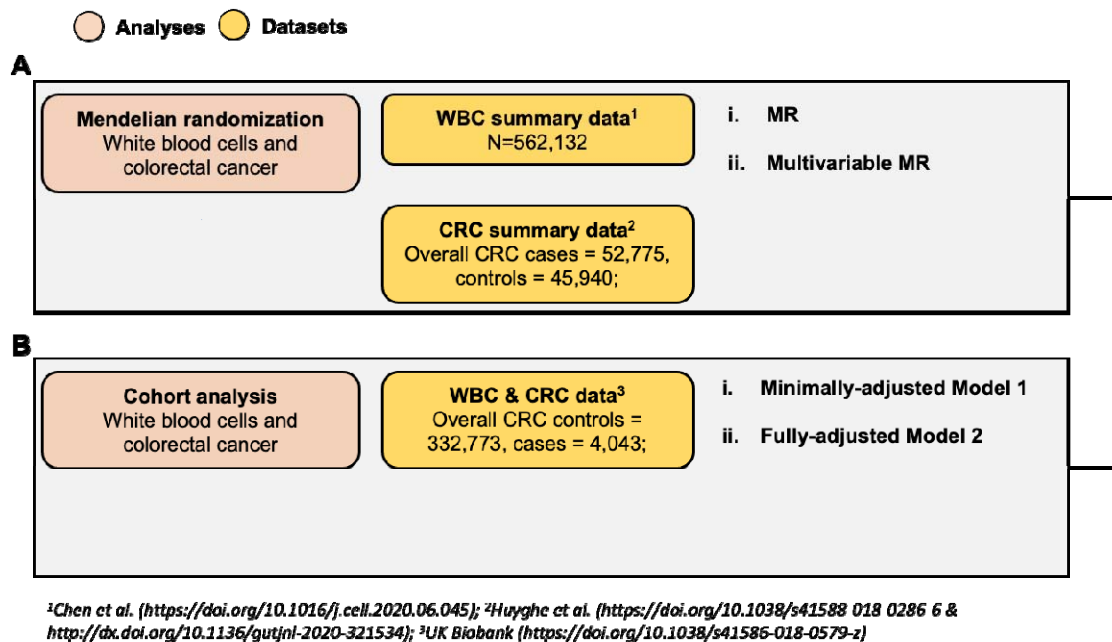 Analyses Datasets
A
Mendelian randomization
White blood cells and
colorectal cancer
WBC summary data¹
N=562,132
i. MR
ii. Multivariable MR
CRC summary data²
Overall CRC cases = 52,775,
controls = 45,940;
B
Cohort analysis
White blood cells and
colorectal cancer
WBC & CRC data³
Overall CRC controls =
332,773, cases = 4,043;
i. Minimally-adjusted Model 1
ii. Fully-adjusted Model 2
¹Chen et al. (https://doi.org/10.1016/j.cell.2020.06.045); ²Huyghe et al. (https://doi.org/10.1038/s41588 018 0286 6 &
http://dx.doi.org/10.1136/gutjnl-2020-321534); ³UK Biobank (https://doi.org/10.1038/s41586-018-0579-z)